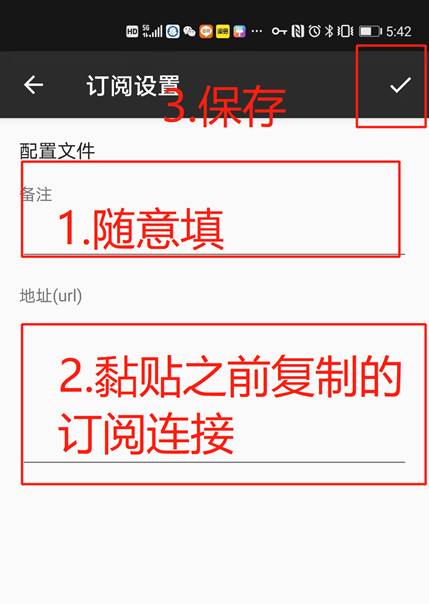 HD 5G 5:42
订阅设置
3.保存
配置文件
备注
1.随意填
地址(url)
2.黏贴之前复制的
订阅连接